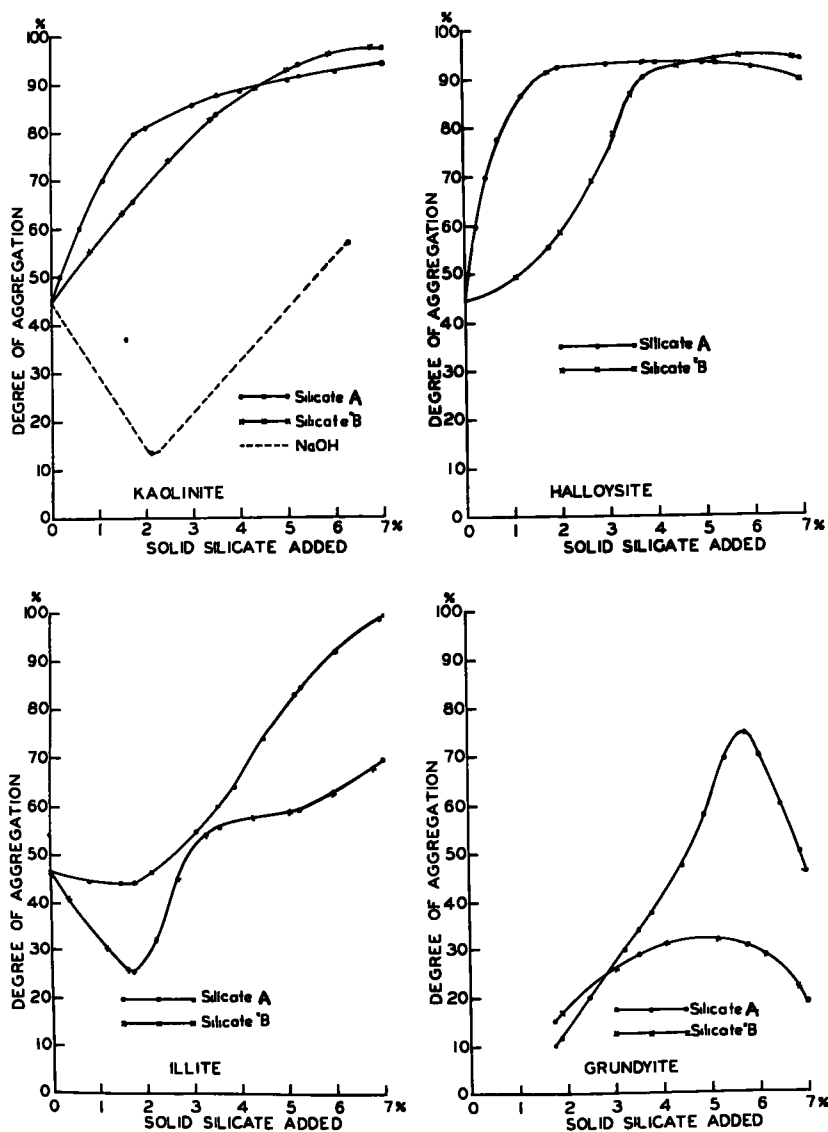 %
100
90
80
70
60
50
40
30
20
10
0
DEGREE OF AGGREGATION
Silicate A
Silicate "B
NaOH
KAOLINITE
0 1 2 3 4 5 6 7%
SOLID SILICATE ADDED
%
100
90
80
70
60
50
40
30
20
10
0
DEGREE OF AGGREGATION
Silicate A
Silicate "B
HALLOYSITE
0 1 2 3 4 5 6 7%
SOLID SILIGATE ADDED
%
100
90
80
70
60
50
40
30
20
10
0
DEGREE OF AGGREGATION
Silicate A
Silicate "B
ILLITE
0 1 2 3 4 5 6 7%
SOLID SILICATE ADDED
%
100
90
80
70
60
50
40
30
20
10
DEGREE OF AGGREGATION
Silicate A
Silicate "B
GRUNDYITE
0 1 2 3 4 5 6 7%
SOLID SILICATE ADDED